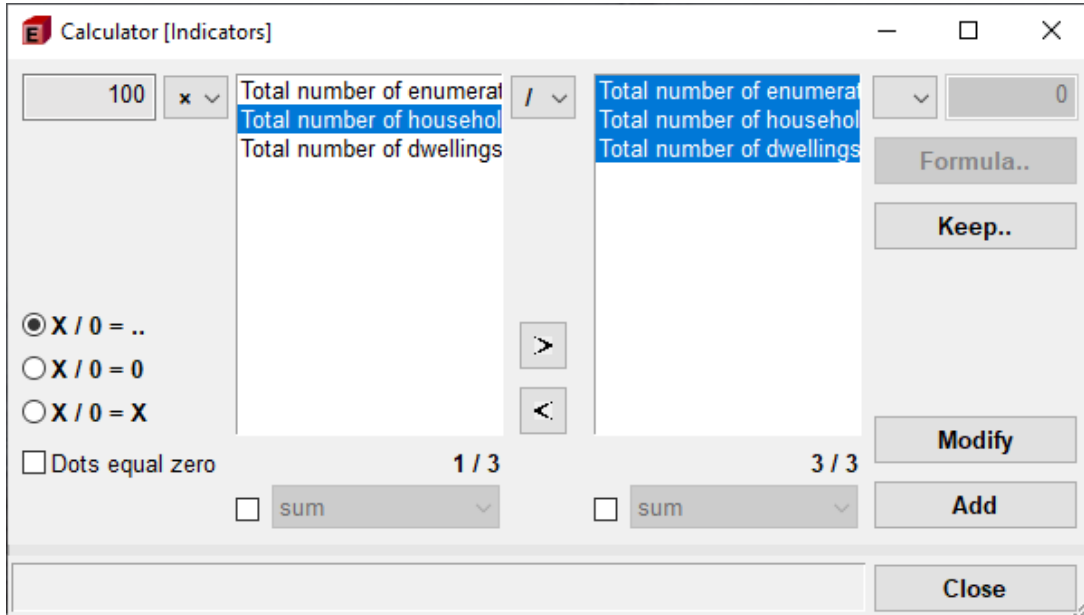 E Calculator [Indicators]
100 × Total number of enumerat / Total number of enumerat 0
Total number of househol Total number of househol
Total number of dwellings Total number of dwellings
Formula..
Keep..
X / 0 = ..
> 
X / 0 = 0
X / 0 = X
<
Modify
Dots equal zero 1 / 3 3 / 3
sum sum Add
Close